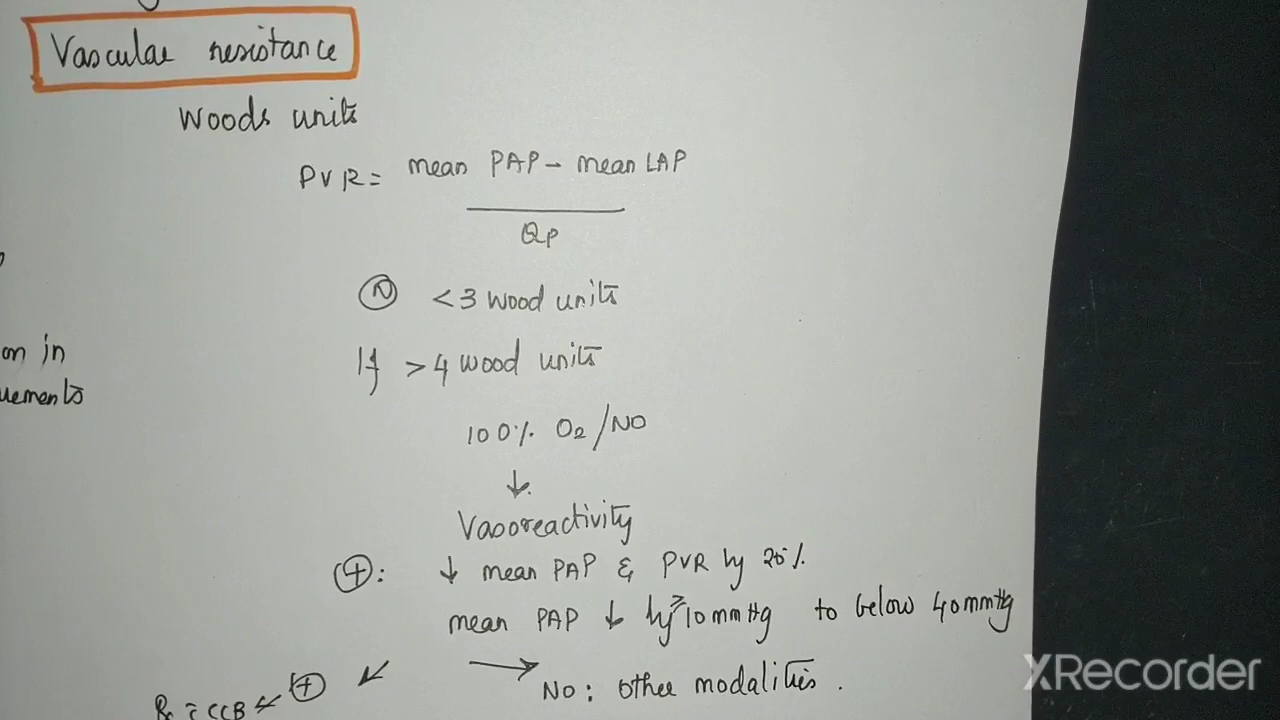 Vascular resistance
Woods units
PVR = mean PAP - mean LAP
Qp
on in
uements
Ⓝ <3 wood units
If >4 wood units
100% O2/NO
↓
Vasoreactivity
⊕: ↓ mean PAP & PVR by 20%.
mean PAP ↓ by ≥10mmHg to below 40mmHg
↙ → NO: other modalities.
CCB ← ⊕
XRecorder